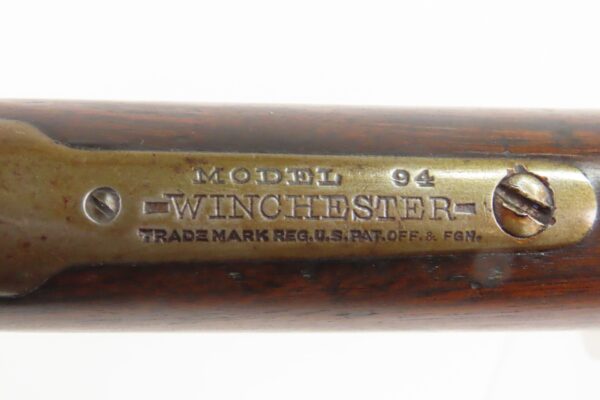 MODEL 94
-WINCHESTER-
TRADE MARK REG. U.S. PAT. OFF. & FGN.